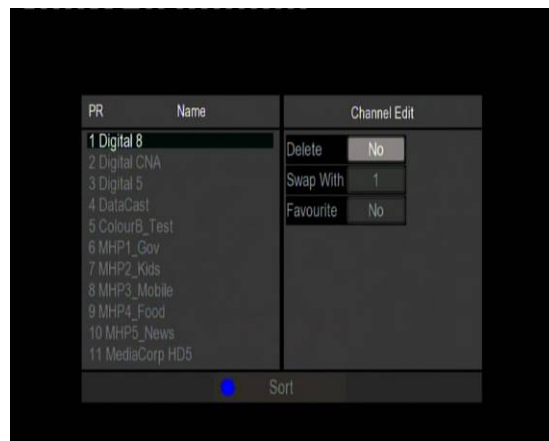 PR Name Channel Edit
1 Digital 8
2 Digital CNA
3 Digital 5
4 DataCast
5 ColourB_Test
6 MHP1_Gov
7 MHP2_Kids
8 MHP3_Mobile
9 MHP4_Food
10 MHP5_News
11 MediaCorp HD5
Delete No
Swap With 1
Favourite No
Sort